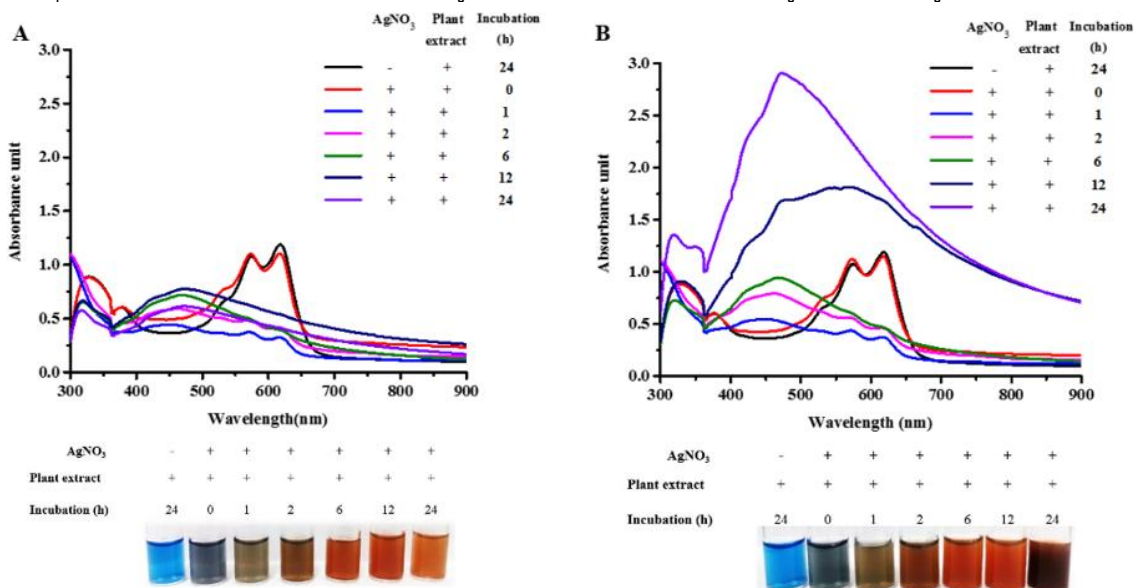 A
AgNO3 Plant extract Incubation (h)
- + 24
+ + 0
+ + 1
+ + 2
+ + 6
+ + 12
+ + 24
Absorbance unit
3.0
2.5
2.0
1.5
1.0
0.5
0.0
300 400 500 600 700 800 900
Wavelength(nm)
AgNO3 - + + + + + +
Plant extract + + + + + + +
Incubation (h) 24 0 1 2 6 12 24
B
AgNO3 Plant extract Incubation (h)
- + 24
+ + 0
+ + 1
+ + 2
+ + 6
+ + 12
+ + 24
Absorbance unit
3.0
2.5
2.0
1.5
1.0
0.5
0.0
300 400 500 600 700 800 900
Wavelength (nm)
AgNO3 - + + + + + +
Plant extract + + + + + + +
Incubation (h) 24 0 1 2 6 12 24